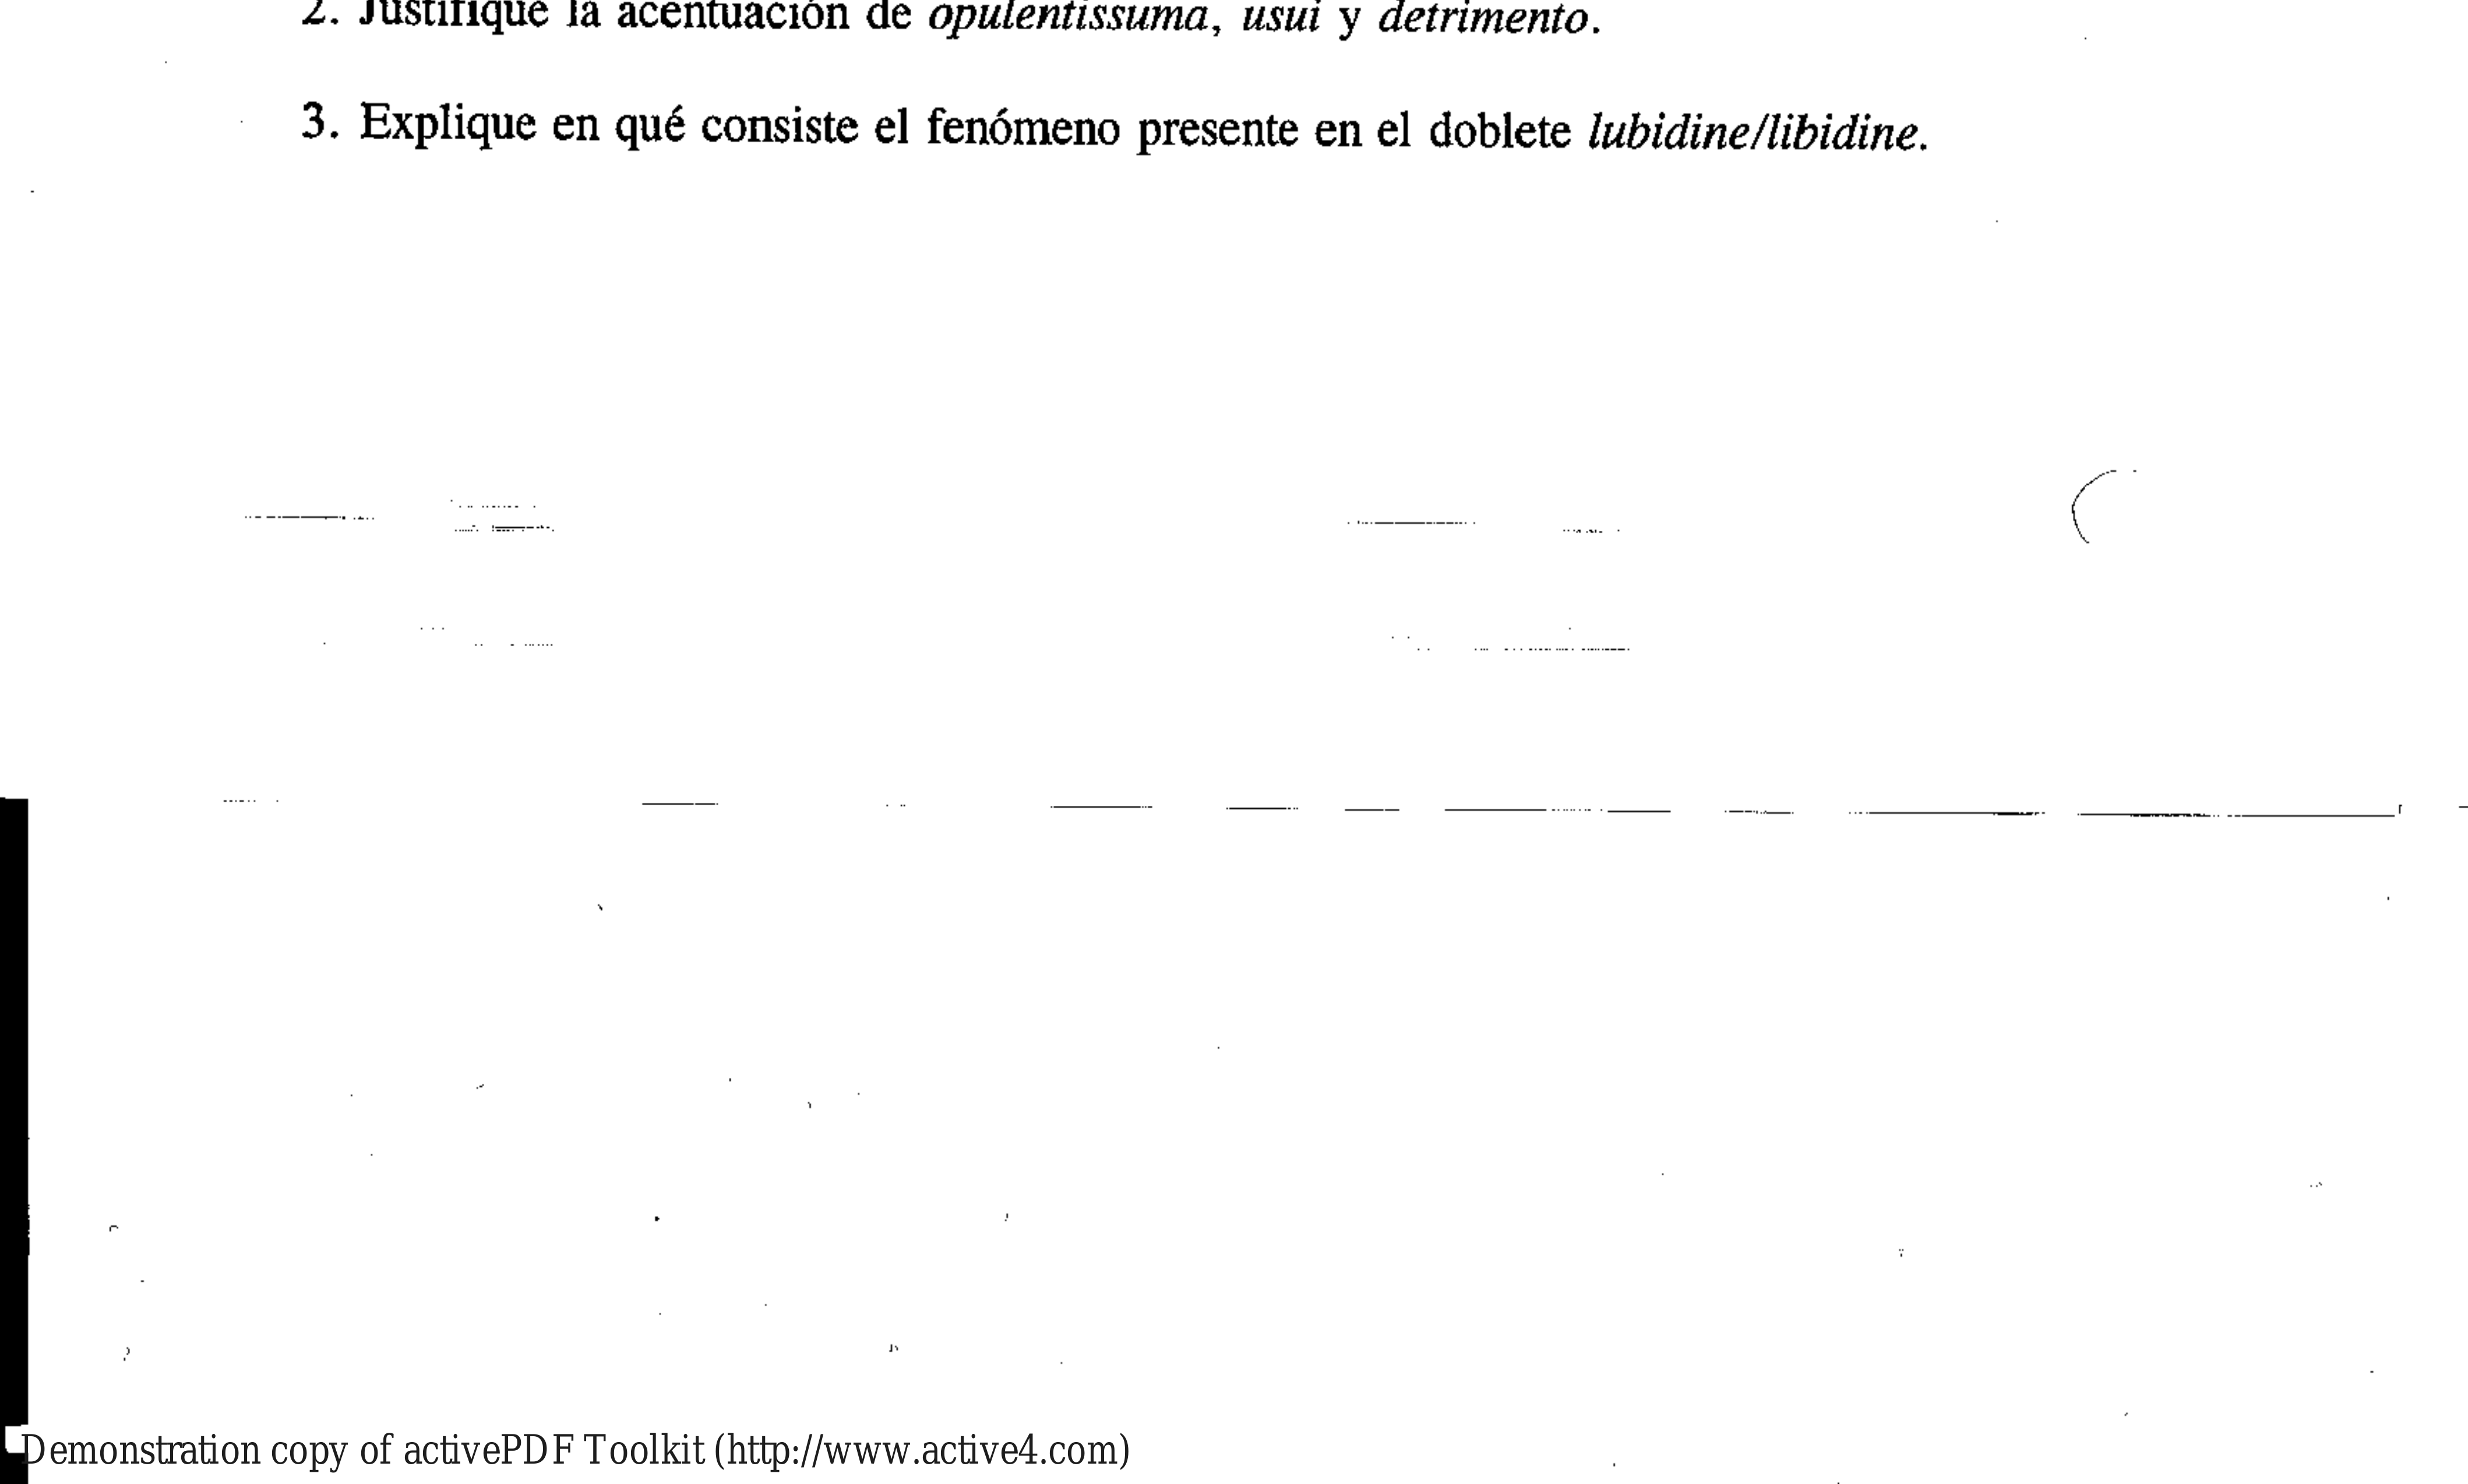 2. Justifique la acentuación de opulentissuma, usui y detrimento.
3. Explique en qué consiste el fenómeno presente en el doblete lubidine/libidine.
Demonstration copy of activePDF Toolkit (http://www.active4.com)